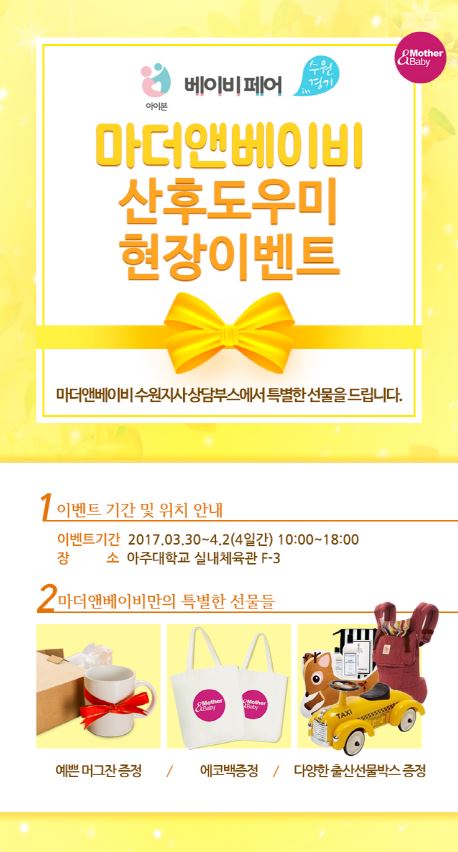 Mother
&Baby
아이본
베이비 페어
수원
경기
in
마더앤베이비
산후도우미
현장이벤트
마더앤베이비 수원지사 상담부스에서 특별한 선물을 드립니다.
1 이벤트 기간 및 위치 안내
이벤트기간 2017.03.30~4.2(4일간) 10:00~18:00
장 소 아주대학교 실내체육관 F-3
2 마더앤베이비만의 특별한 선물들
Mother
&Baby
Mother
&Baby
TAXI
예쁜 머그잔 증정 / 에코백증정 / 다양한 출산선물박스 증정